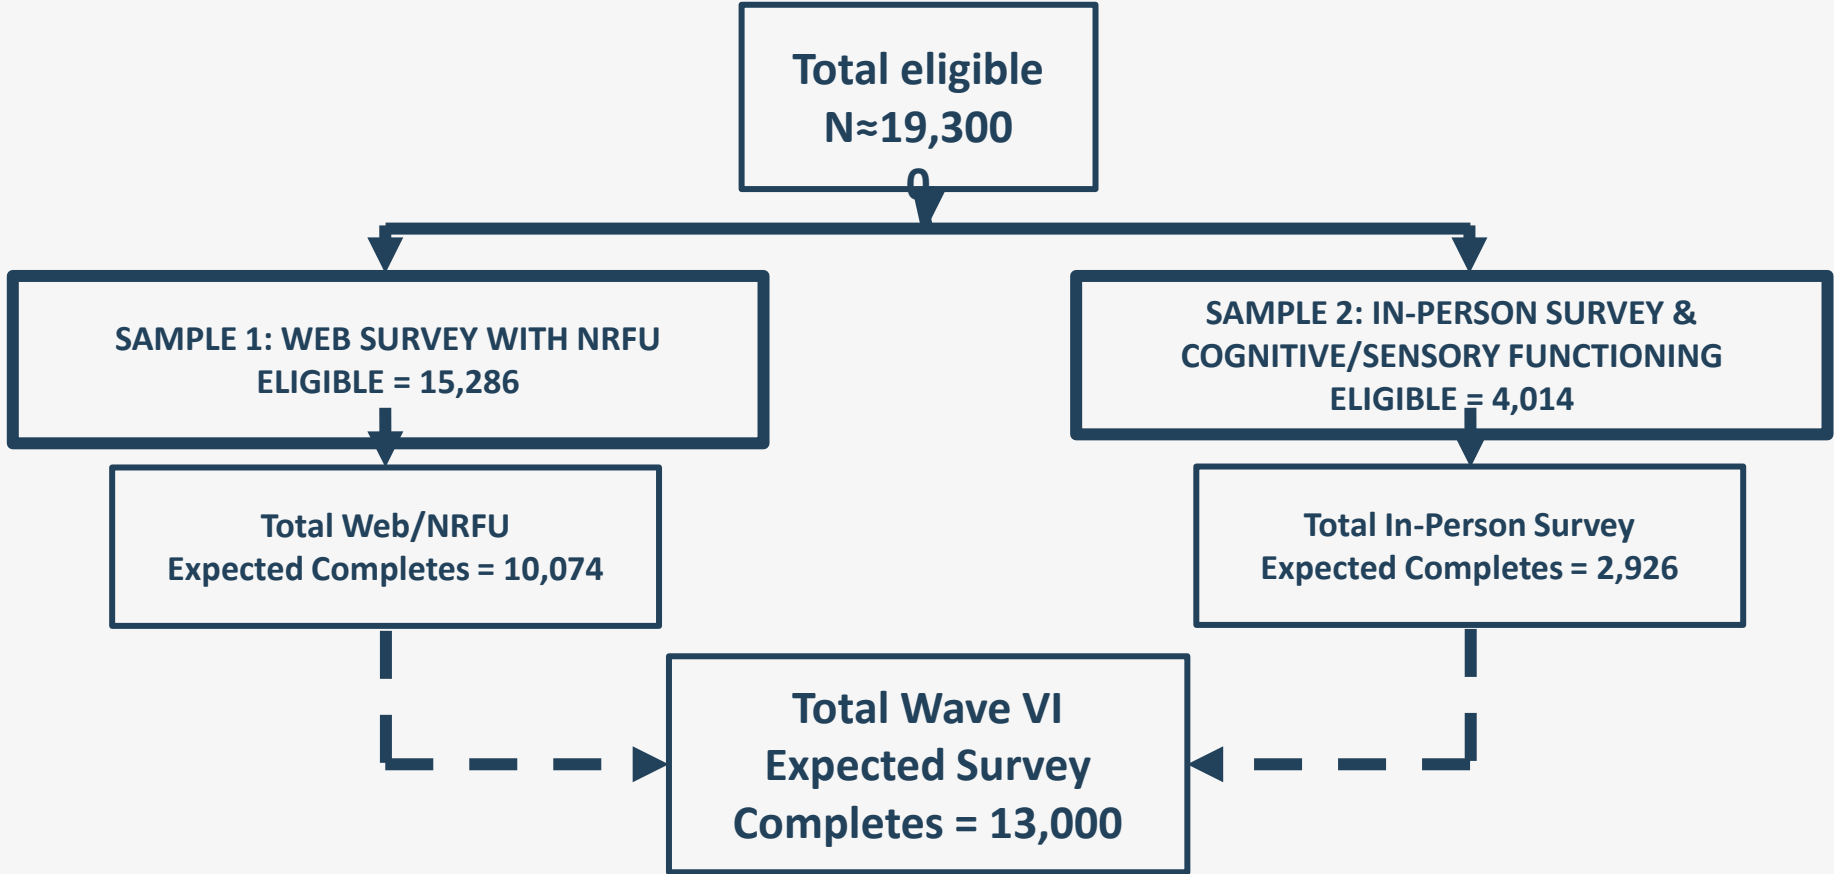 Total eligible
N≈19,300
0
SAMPLE 1: WEB SURVEY WITH NRFU
ELIGIBLE = 15,286
SAMPLE 2: IN-PERSON SURVEY &
COGNITIVE/SENSORY FUNCTIONING
ELIGIBLE = 4,014
Total Web/NRFU
Expected Completes = 10,074
Total In-Person Survey
Expected Completes = 2,926
Total Wave VI
Expected Survey
Completes = 13,000